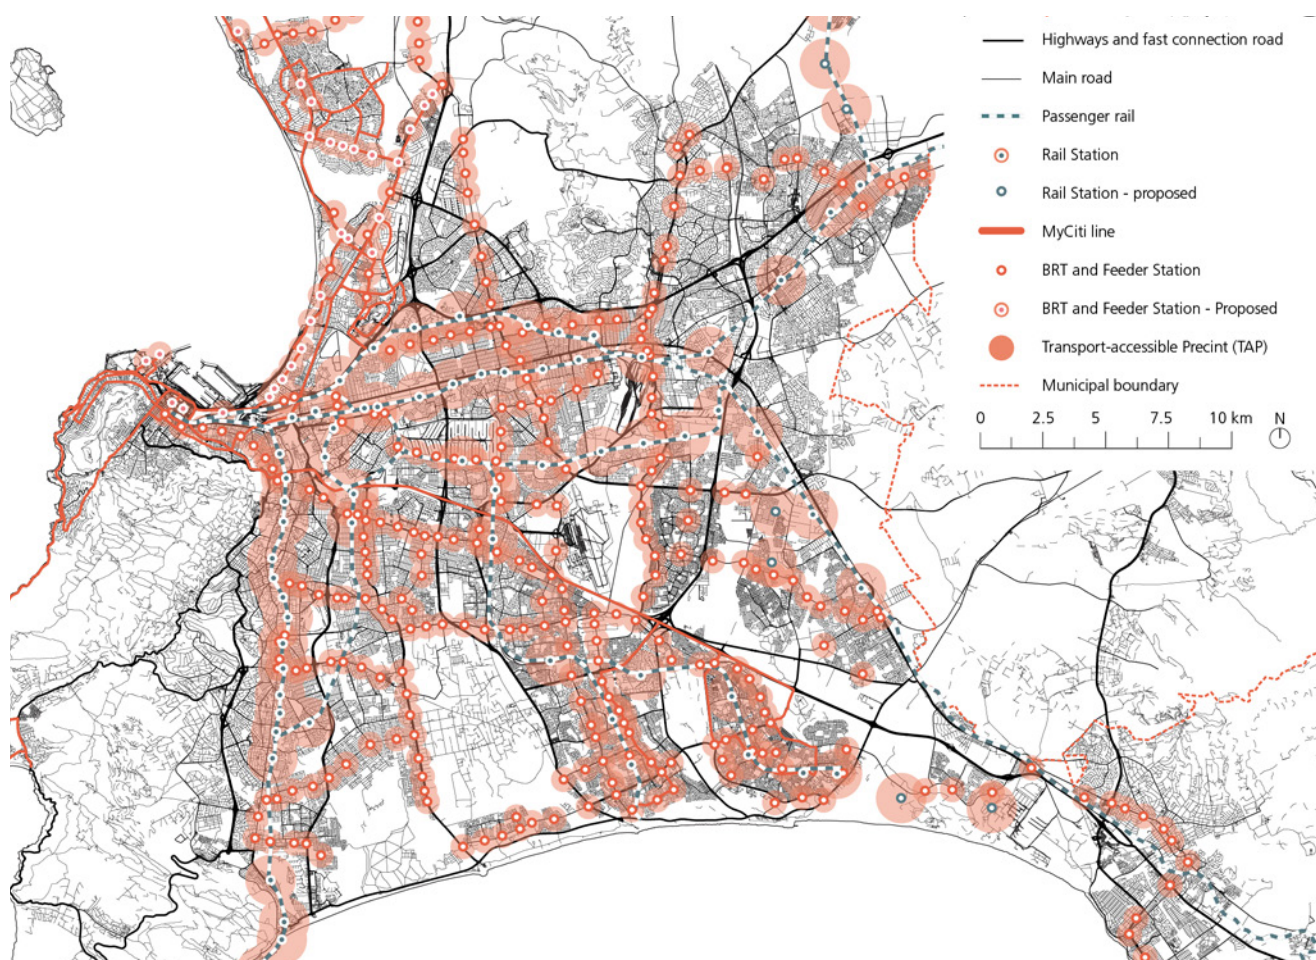 Highways and fast connection road
Main road
Passenger rail
Rail Station
Rail Station - proposed
MyCiti line
BRT and Feeder Station
BRT and Feeder Station - Proposed
Transport-accessible Precint (TAP)
Municipal boundary
0 2.5 5 7.5 10 km N